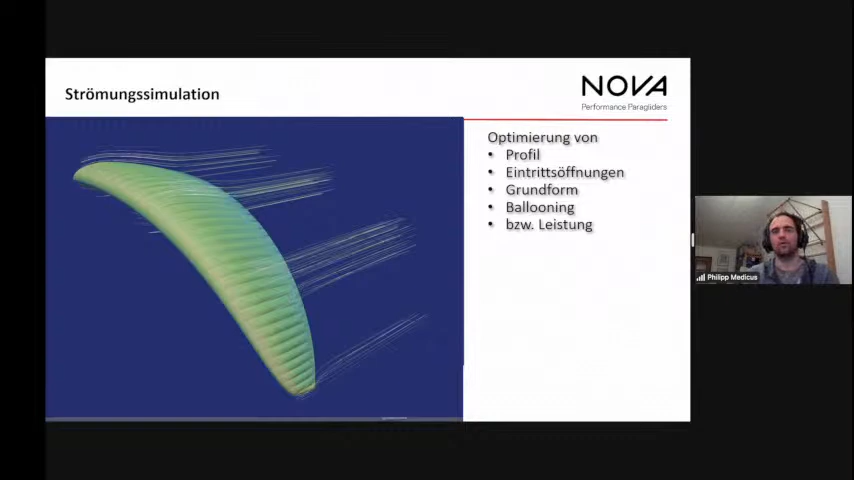 Strömungssimulation
NOVA
Performance Paragliders
Optimierung von
• Profil
• Eintrittsöffnungen
• Grundform
• Ballooning
• bzw. Leistung
Philipp Medicus